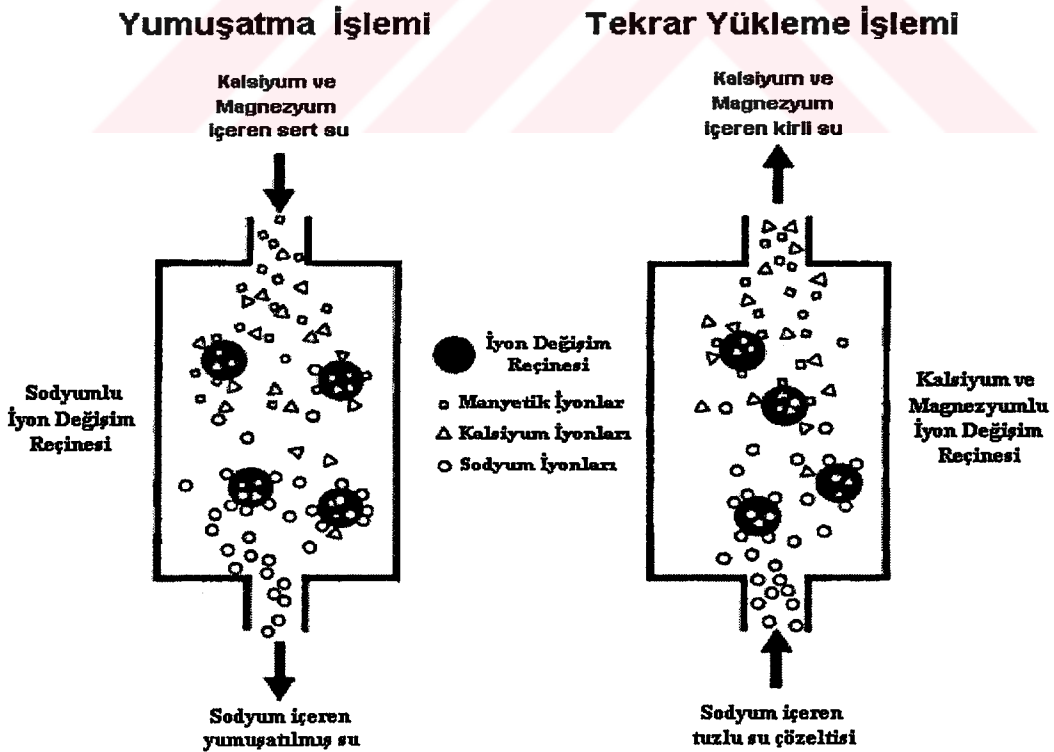 Yumuşatma İşlemi
Kalsiyum ve
Magnezyum
içeren sert su
Sodyumlu
İyon Değişim
Reçinesi
Sodyum içeren
yumuşatılmış su
İyon Değişim
Reçinesi
Manyetik İyonlar
Kalsiyum İyonları
Sodyum İyonları
Tekrar Yükleme İşlemi
Kalsiyum ve
Magnezyum
içeren kirli su
Kalsiyum ve
Magnezyumlu
İyon Değişim
Reçinesi
Sodyum içeren
tuzlu su çözeltisi